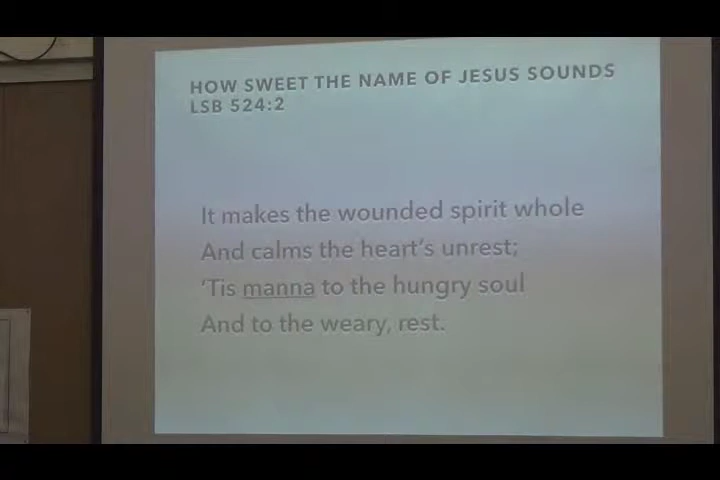 HOW SWEET THE NAME OF JESUS SOUNDS
LSB 524:2
It makes the wounded spirit whole
And calms the heart's unrest;
'Tis manna to the hungry soul
And to the weary, rest.